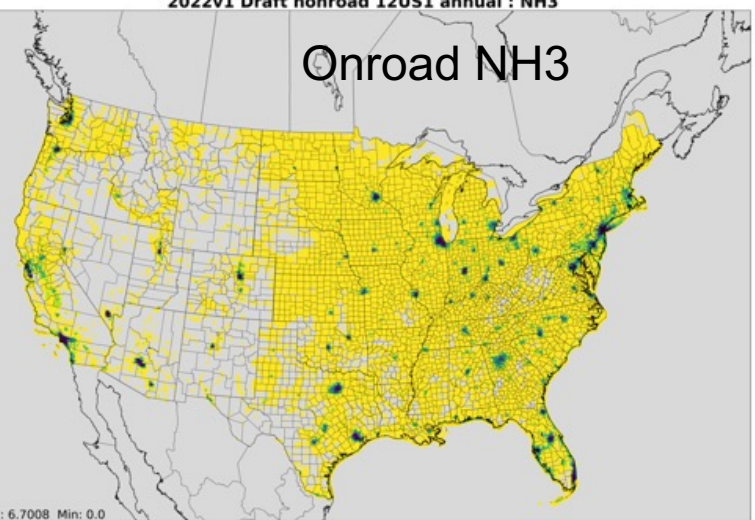 2022v1 Draft nonroad 12US1 annual : NH3
Onroad NH3
: 6.7008 Min: 0.0